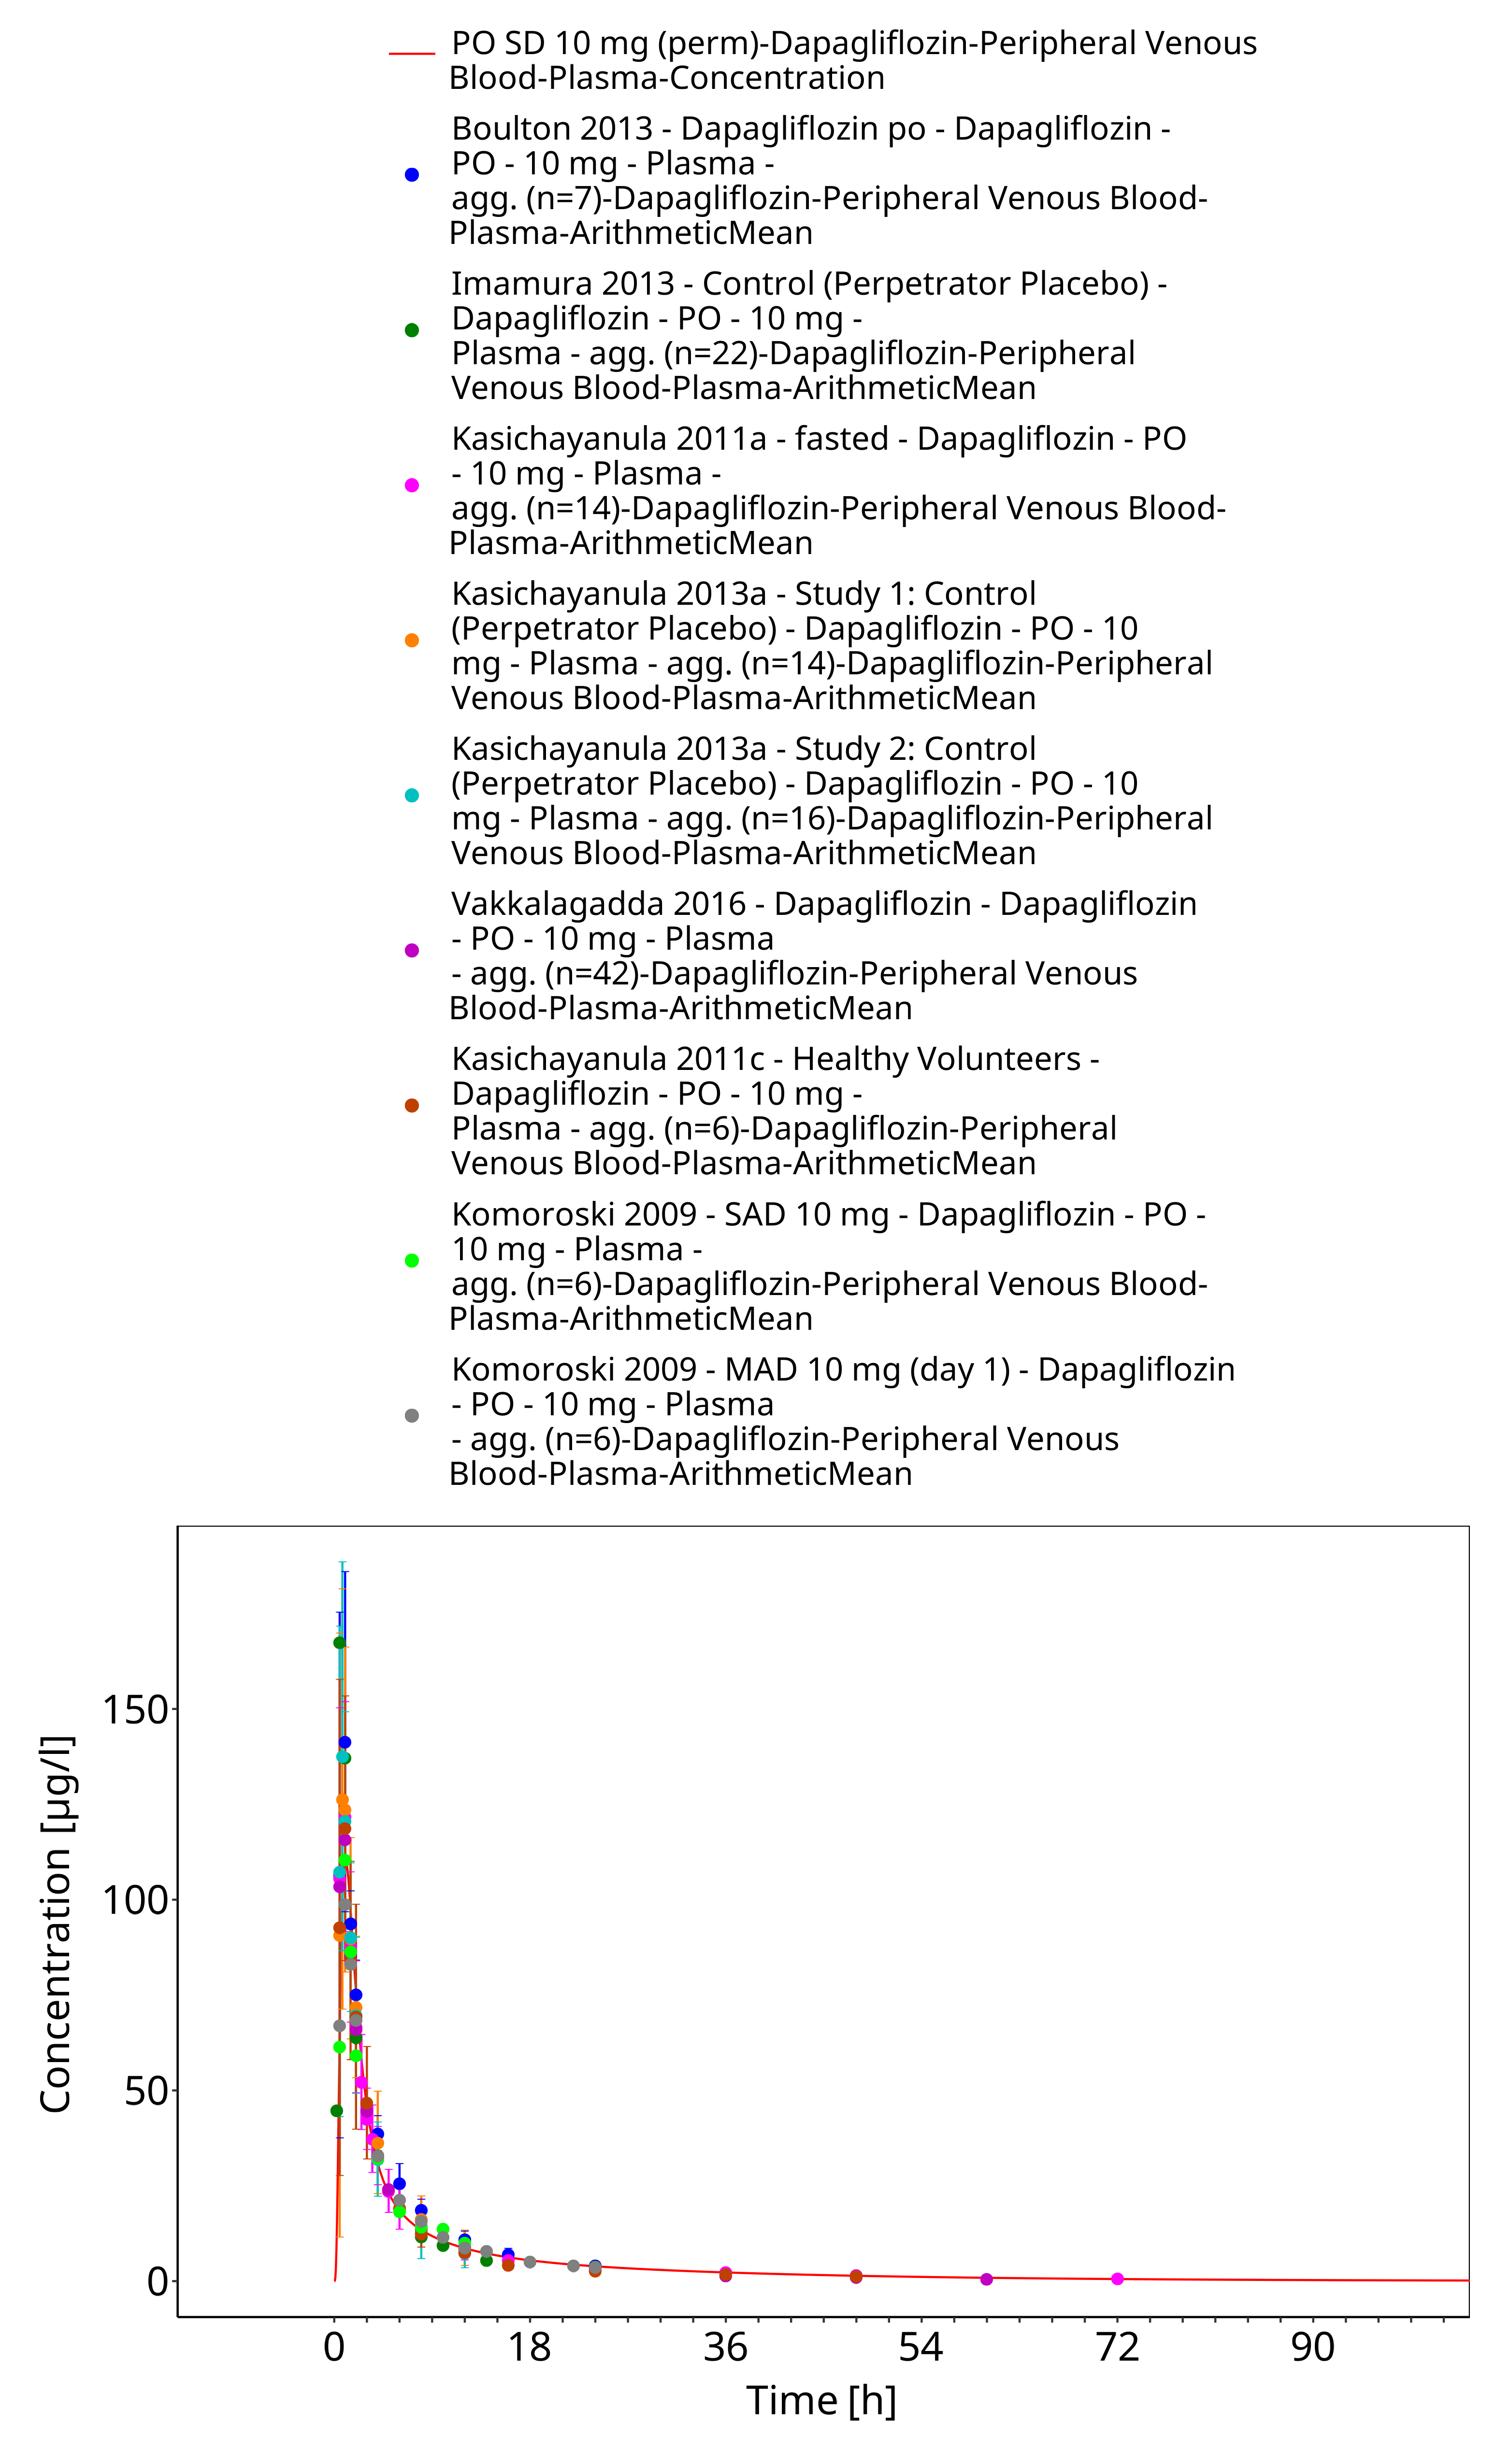 PO SD 10 mg (perm)-Dapagliflozin-Peripheral Venous
Blood-Plasma-Concentration
Boulton 2013 - Dapagliflozin po - Dapagliflozin -
PO - 10 mg - Plasma -
agg. (n=7)-Dapagliflozin-Peripheral Venous Blood-
Plasma-ArithmeticMean
Imamura 2013 - Control (Perpetrator Placebo) -
Dapagliflozin - PO - 10 mg -
Plasma - agg. (n=22)-Dapagliflozin-Peripheral
Venous Blood-Plasma-ArithmeticMean
Kasichayanula 2011a - fasted - Dapagliflozin - PO
- 10 mg - Plasma -
agg. (n=14)-Dapagliflozin-Peripheral Venous Blood-
Plasma-ArithmeticMean
Kasichayanula 2013a - Study 1: Control
(Perpetrator Placebo) - Dapagliflozin - PO - 10
mg - Plasma - agg. (n=14)-Dapagliflozin-Peripheral
Venous Blood-Plasma-ArithmeticMean
Kasichayanula 2013a - Study 2: Control
(Perpetrator Placebo) - Dapagliflozin - PO - 10
mg - Plasma - agg. (n=16)-Dapagliflozin-Peripheral
Venous Blood-Plasma-ArithmeticMean
Vakkalagadda 2016 - Dapagliflozin - Dapagliflozin
- PO - 10 mg - Plasma
- agg. (n=42)-Dapagliflozin-Peripheral Venous
Blood-Plasma-ArithmeticMean
Kasichayanula 2011c - Healthy Volunteers -
Dapagliflozin - PO - 10 mg -
Plasma - agg. (n=6)-Dapagliflozin-Peripheral
Venous Blood-Plasma-ArithmeticMean
Komoroski 2009 - SAD 10 mg - Dapagliflozin - PO -
10 mg - Plasma -
agg. (n=6)-Dapagliflozin-Peripheral Venous Blood-
Plasma-ArithmeticMean
Komoroski 2009 - MAD 10 mg (day 1) - Dapagliflozin
- PO - 10 mg - Plasma
- agg. (n=6)-Dapagliflozin-Peripheral Venous
Blood-Plasma-ArithmeticMean
Concentration [µg/l]
150
100
50
0
0 18 36 54 72 90
Time [h]